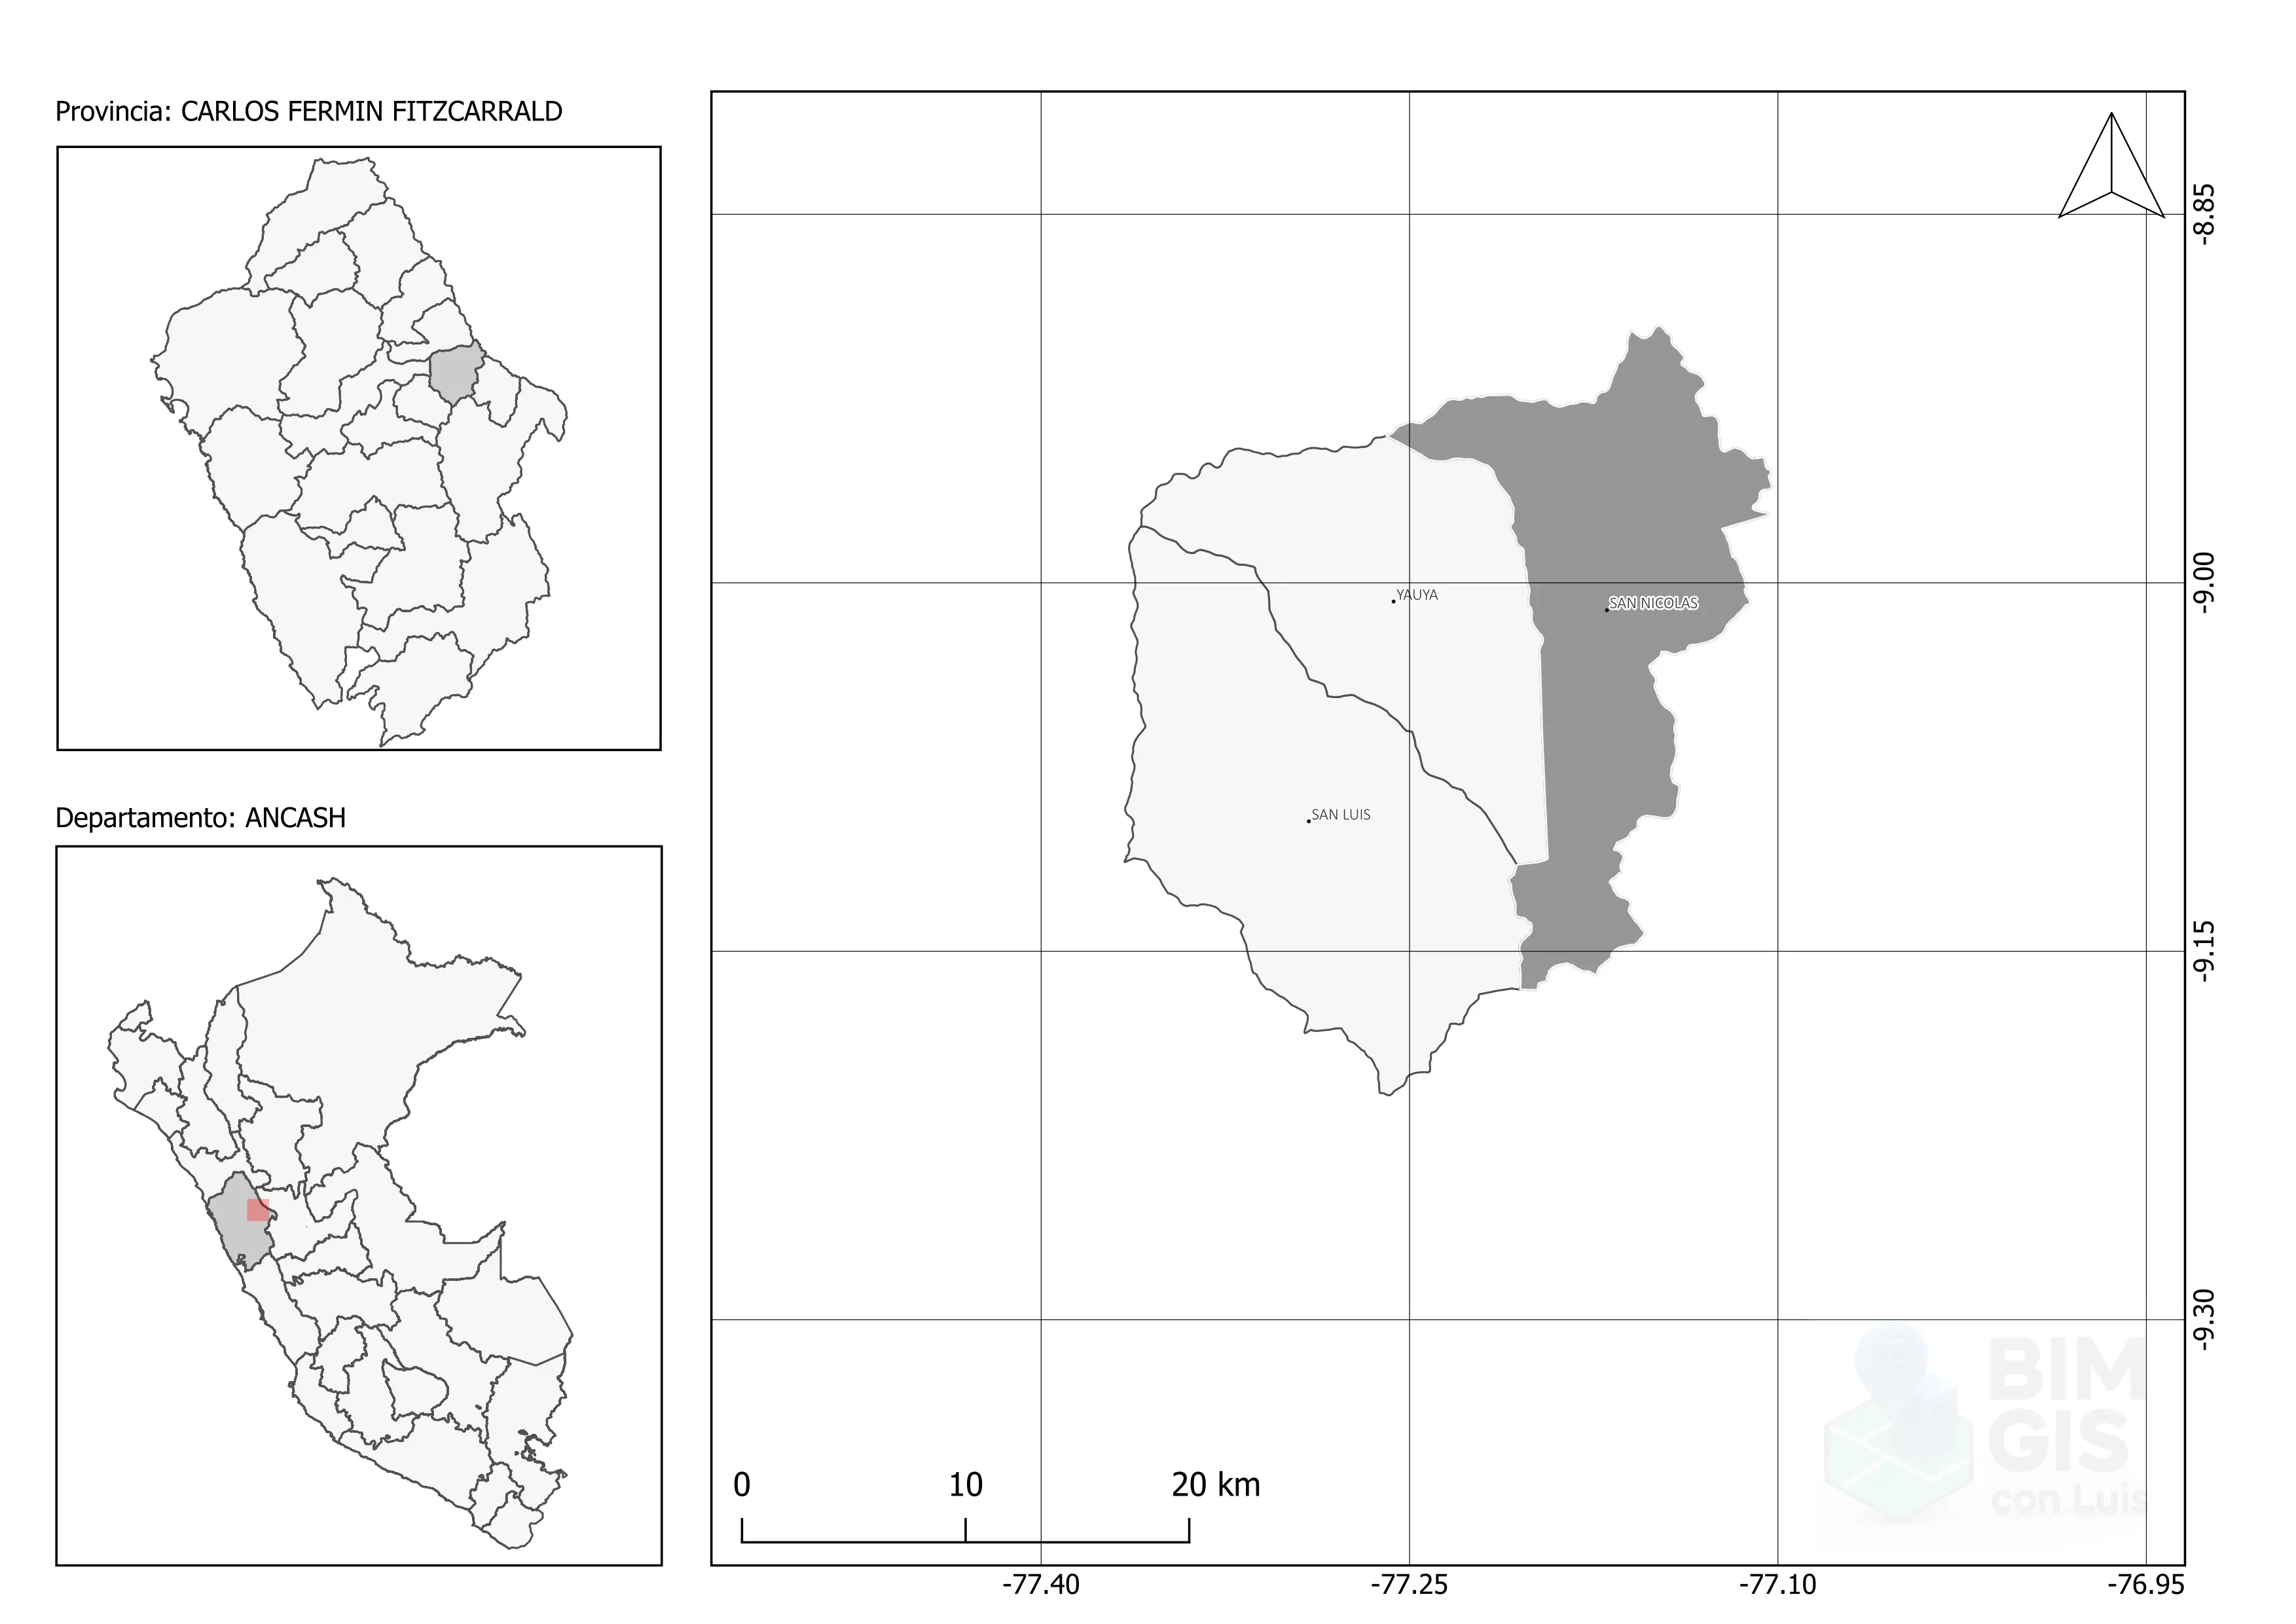 Provincia: CARLOS FERMIN FITZCARRALD
Departamento: ANCASH
-8.85
-9.00
-9.15
-9.30
YAUYA
SAN NICOLAS
SAN LUIS
0 10 20 km
BIM
GIS
con Luis
-77.40 -77.25 -77.10 -76.95